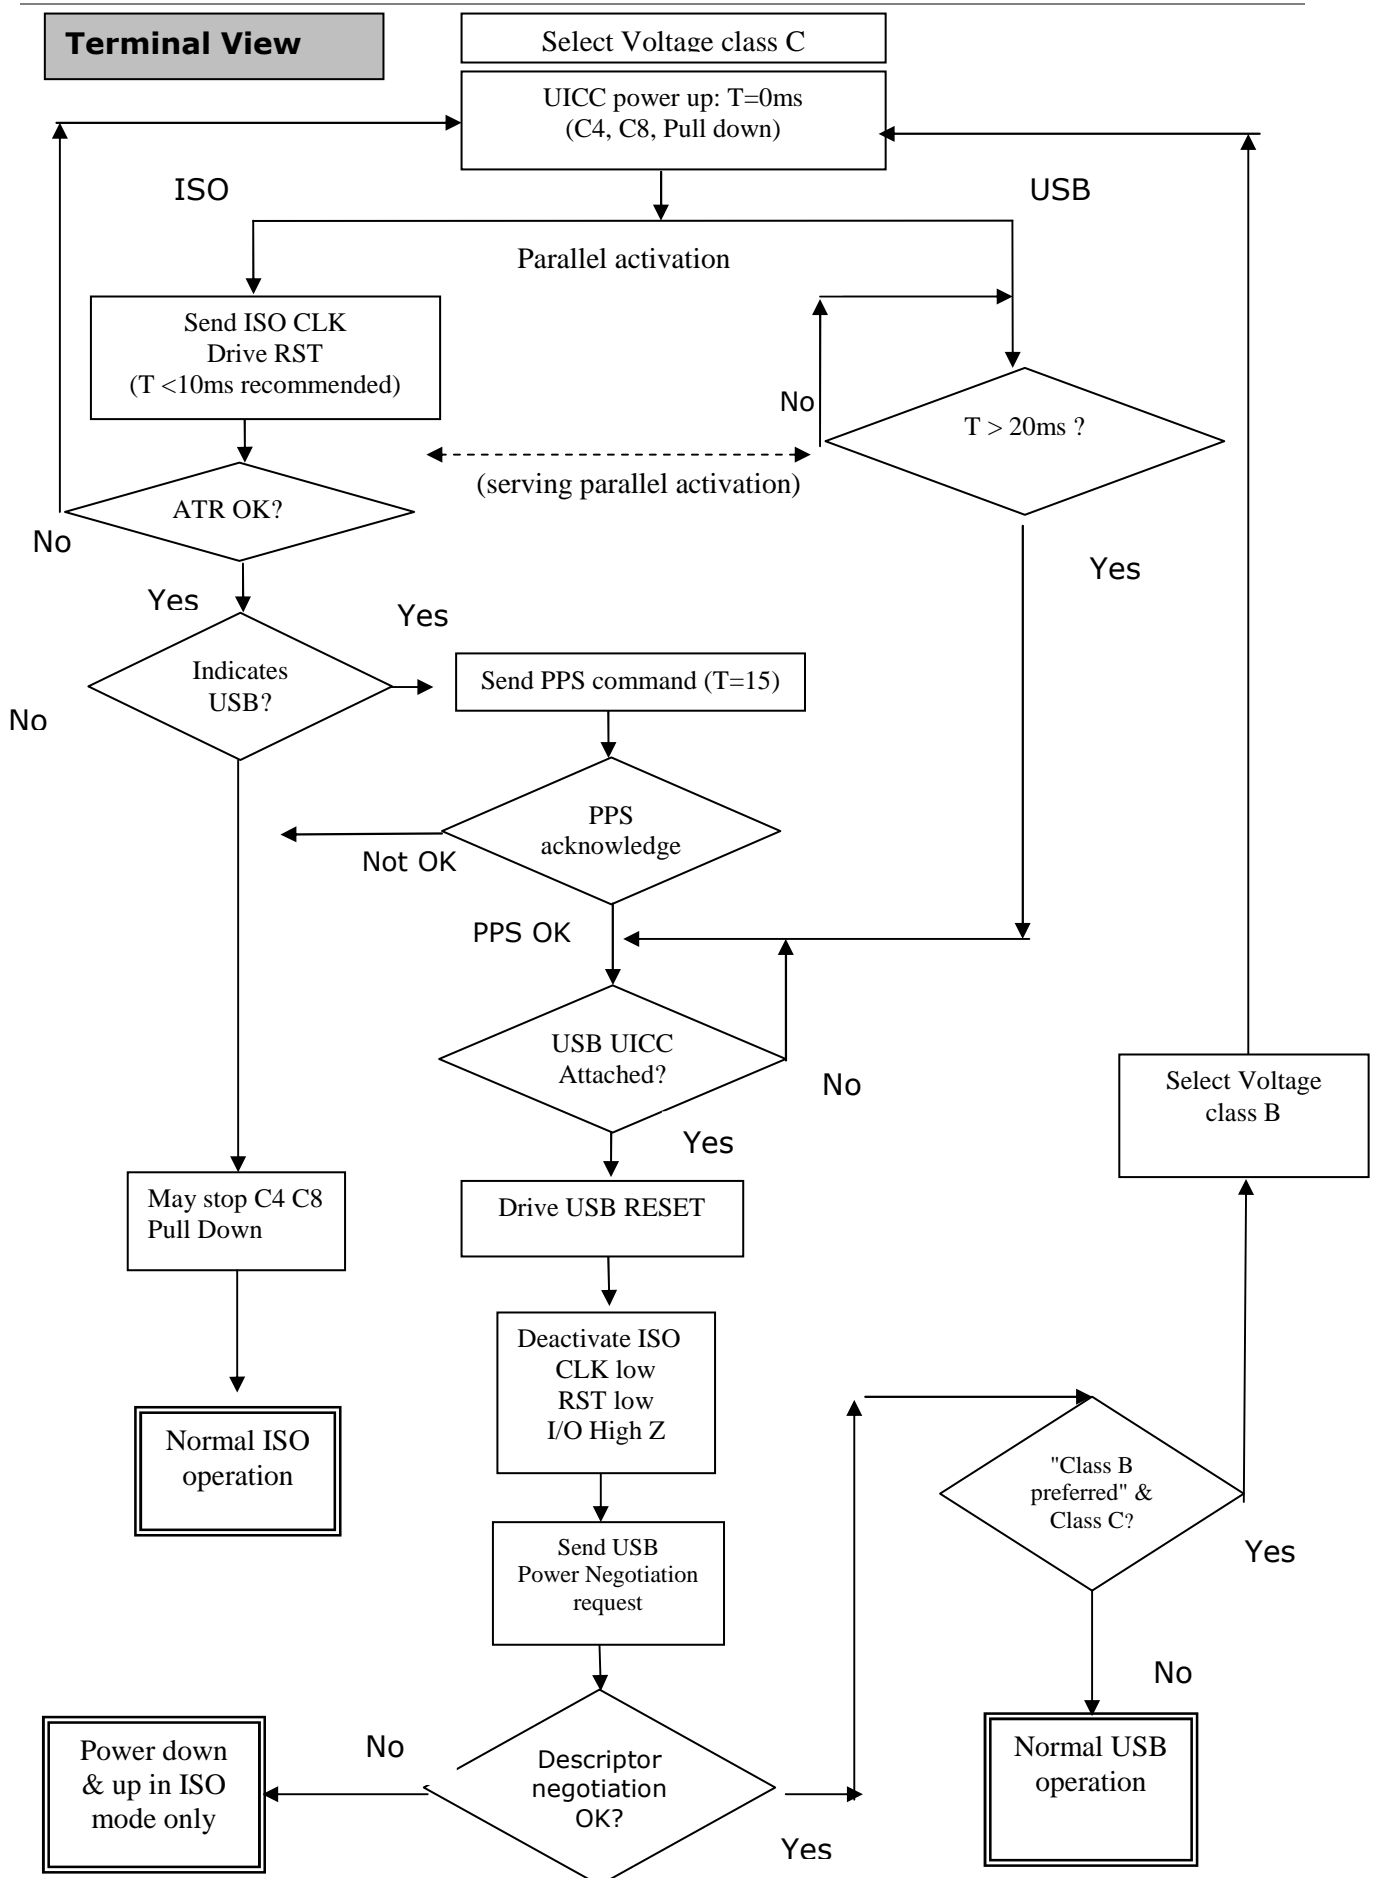 Terminal View
Select Voltage class C
UICC power up: T=0ms
(C4, C8, Pull down)
ISO
USB
Parallel activation
Send ISO CLK
Drive RST
(T <10ms recommended)
No
T > 20ms ?
(serving parallel activation)
ATR OK?
No
Yes
Yes
Yes
Indicates
USB?
Send PPS command (T=15)
No
PPS
acknowledge
Not OK
PPS OK
USB UICC
Attached?
No
Select Voltage
class B
Yes
May stop C4 C8
Pull Down
Drive USB RESET
Deactivate ISO
CLK low
RST low
I/O High Z
Normal ISO
operation
"Class B
preferred" &
Class C?
Yes
Send USB
Power Negotiation
request
No
Power down
& up in ISO
mode only
No
Descriptor
negotiation
OK?
Yes
Normal USB
operation